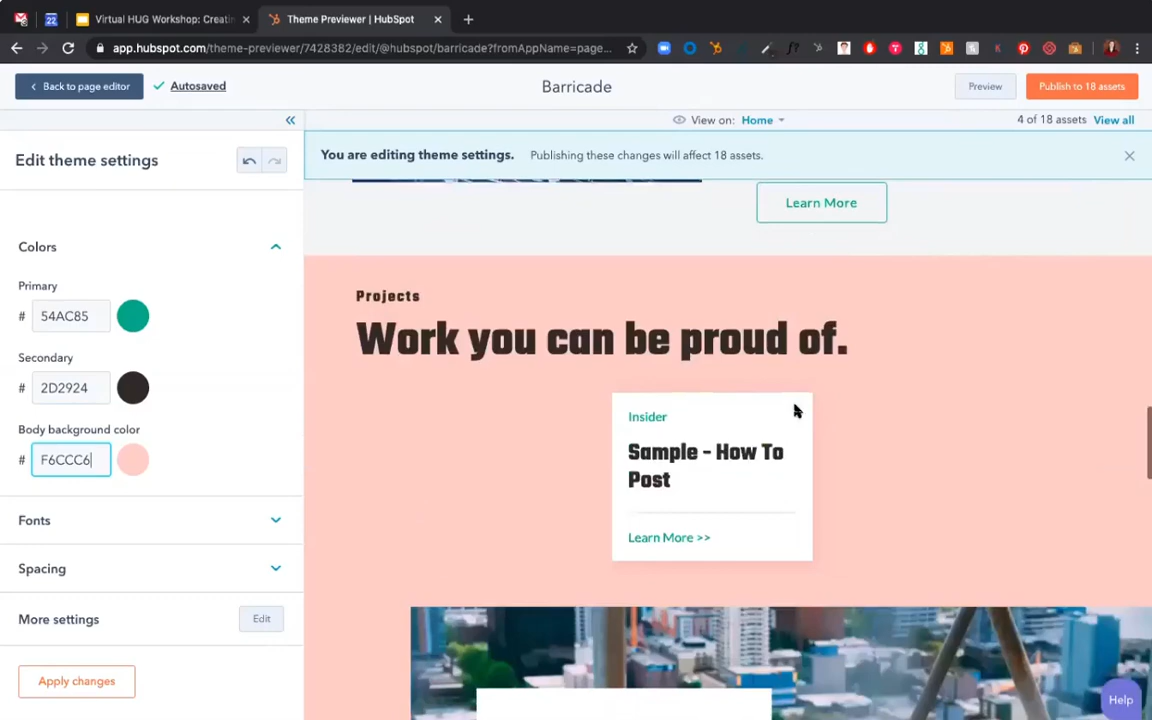 22
Virtual HUG Workshop: Creatin
Theme Previewer | HubSpot
app.hubspot.com/theme-previewer/7428382/edit/@hubspot/barricade?fromAppName=page...
Back to page editor
Autosaved
Barricade
Preview
Publish to 18 assets
View on: Home
4 of 18 assets
View all
Edit theme settings
You are editing theme settings. Publishing these changes will affect 18 assets.
Learn More
Colors
Primary
# 54AC85
Secondary
# 2D2924
Body background color
# F6CCC6
Fonts
Spacing
More settings
Edit
Apply changes
Projects
Work you can be proud of.
Insider
Sample - How To
Post
Learn More >>
Help